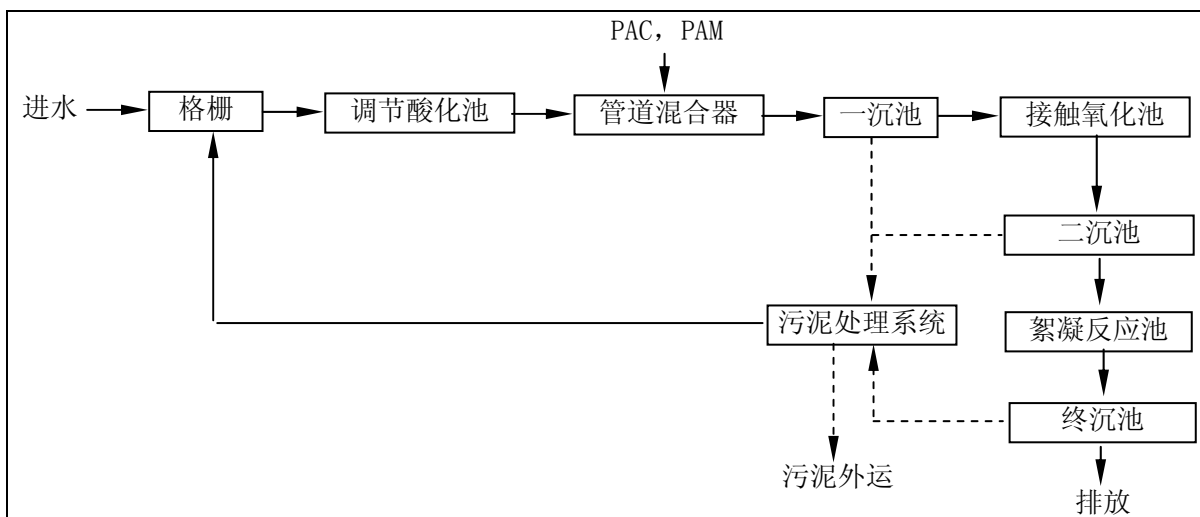 PAC，PAM
进水
格栅
调节酸化池
管道混合器
一沉池
接触氧化池
二沉池
污泥处理系统
絮凝反应池
终沉池
污泥外运
排放